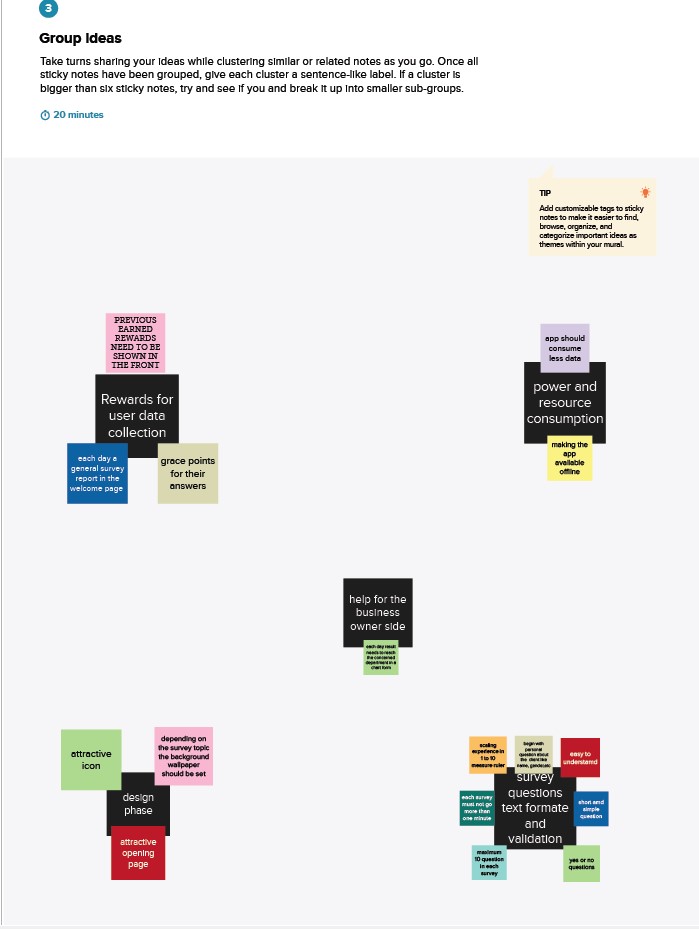 3
Group ideas
Take turns sharing your ideas while clustering similar or related notes as you go. Once all
sticky notes have been grouped, give each cluster a sentence-like label. If a cluster is
bigger than six sticky notes, try and see if you and break it up into smaller sub-groups.
20 minutes
TIP
Add customizable tags to sticky
notes to make it easier to find,
browse, organize, and
categorize important ideas as
themes within your mural.
PREVIOUS
EARNED
REWARDS
NEED TO BE
SHOWN IN
THE FRONT
Rewards for
user data
collection
each day a
general survey
report in the
welcome page
grace points
for their
answers
app should
consume
less data
power and
resource
consumption
making the
app
available
offline
help for the
business
owner side
each day result
needs to reach
the concerned
department in a
chart form
attractive
icon
depending on
the survey topic
the background
wallpaper
should be set
design
phase
attractive
opening
page
scaling
experience in
1 to 10
measure ruler
begin with
personal
question about
the client like
name, gender,etc
easy to
understamd
survey
questions
text formate
and
validation
each survey
must not go
more than
one minute
short amd
simple
question
maximum
10 question
in each
survey
yes or no
questions